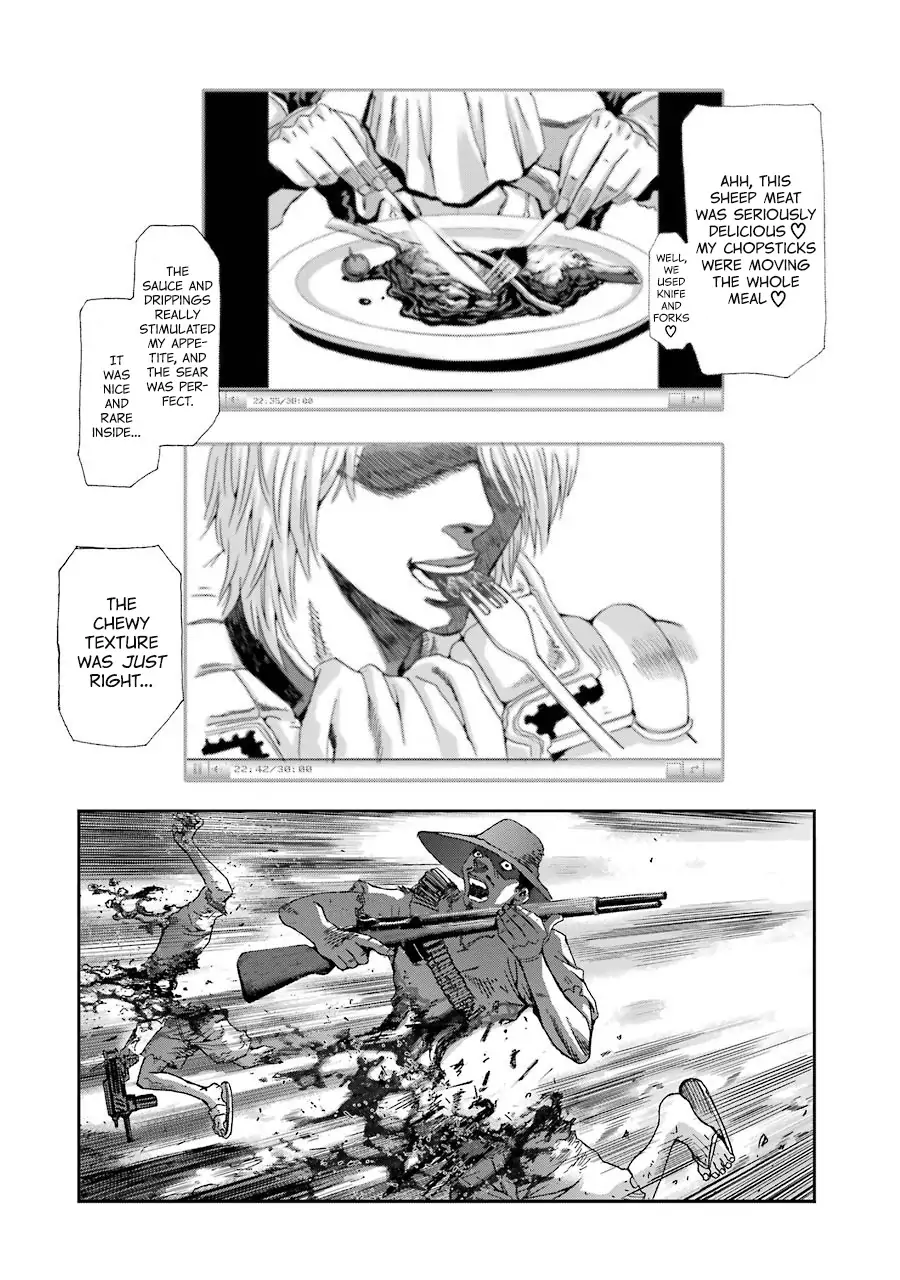 AHH, THIS
SHEEP MEAT
WAS SERIOUSLY
DELICIOUS ♡
MY CHOPSTICKS
WERE MOVING
THE WHOLE
MEAL ♡
WELL,
WE
USED
KNIFE
AND
FORKS
♡
THE
SAUCE AND
DRIPPINGS
REALLY
STIMULATED
MY APPE-
TITE, AND
THE SEAR
WAS PER-
FECT.
IT
WAS
NICE
AND
RARE
INSIDE...
22:35/30:00
THE
CHEWY
TEXTURE
WAS JUST
RIGHT...
22:42/30:00